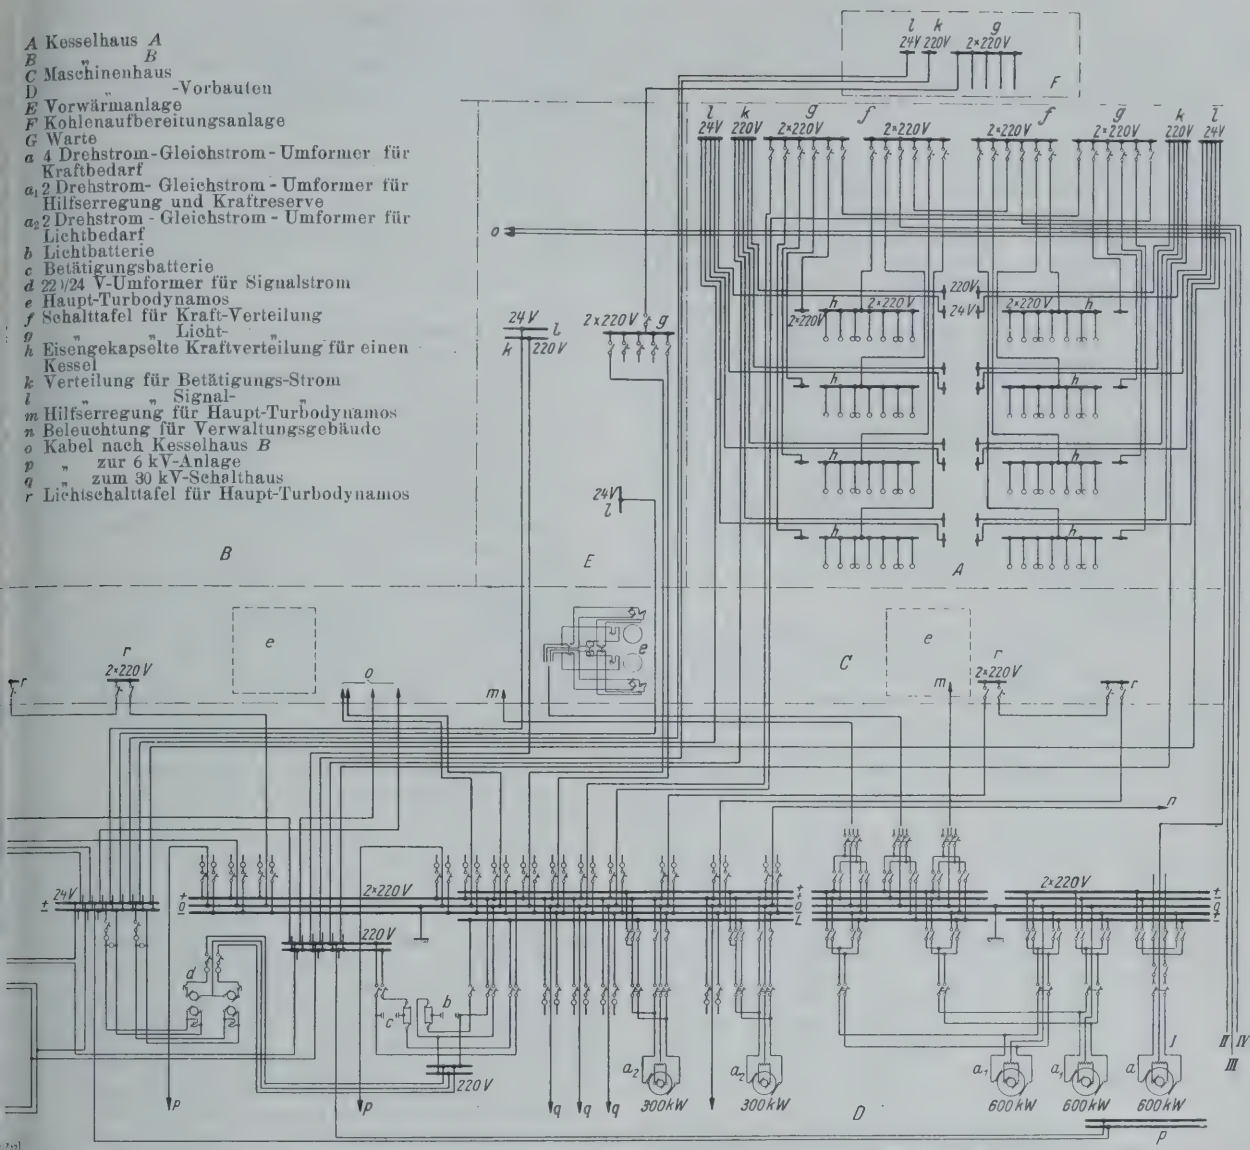 A Kesselhaus A
B „ B
C Maschinenhaus
D „ -Vorbauten
E Vorwärmanlage
F Kohlenaufbereitungsanlage
G Warte
a 4 Drehstrom-Gleichstrom-Umformer für
Kraftbedarf
a1 2 Drehstrom-Gleichstrom-Umformer für
Hilfserregung und Kraftreserve
a2 2 Drehstrom-Gleichstrom-Umformer für
Lichtbedarf
b Lichtbatterie
c Betätigungsbatterie
d 220/24 V-Umformer für Signalstrom
e Haupt-Turbodynamos
f Schalttafel für Kraft-Verteilung
g „ „ Licht- „
h Eisengekapselte Kraftverteilung für einen
Kessel
k Verteilung für Betätigungs-Strom
l „ „ Signal- „
m Hilfserregung für Haupt-Turbodynamos
n Beleuchtung für Verwaltungsgebäude
o Kabel nach Kesselhaus B
p „ zur 6 kV-Anlage
q „ zum 30 kV-Schalthaus
r Lichtschalttafel für Haupt-Turbodynamos
l k g
24V 220V 2×220V
F
l k g f f g k l
24V 220V 2×220V 2×220V 2×220V 2×220V 220V 24V
o
220V
24V
h 2×220V 2×220V h
2×220V
24V l 2×220V g
k 220V
h h
h h
24V
l
h h
B E A
e e e
r C r
2×220V o m m 2×220V r
r
n
24V 2×220V 2×220V
± + 0 - + + 0 - L + 0 + -
220V
d c b
220V
a2 a2 a1 a1 a I II III IV
p p q q q 300kW 300kW D 600kW 600kW 600kW
p